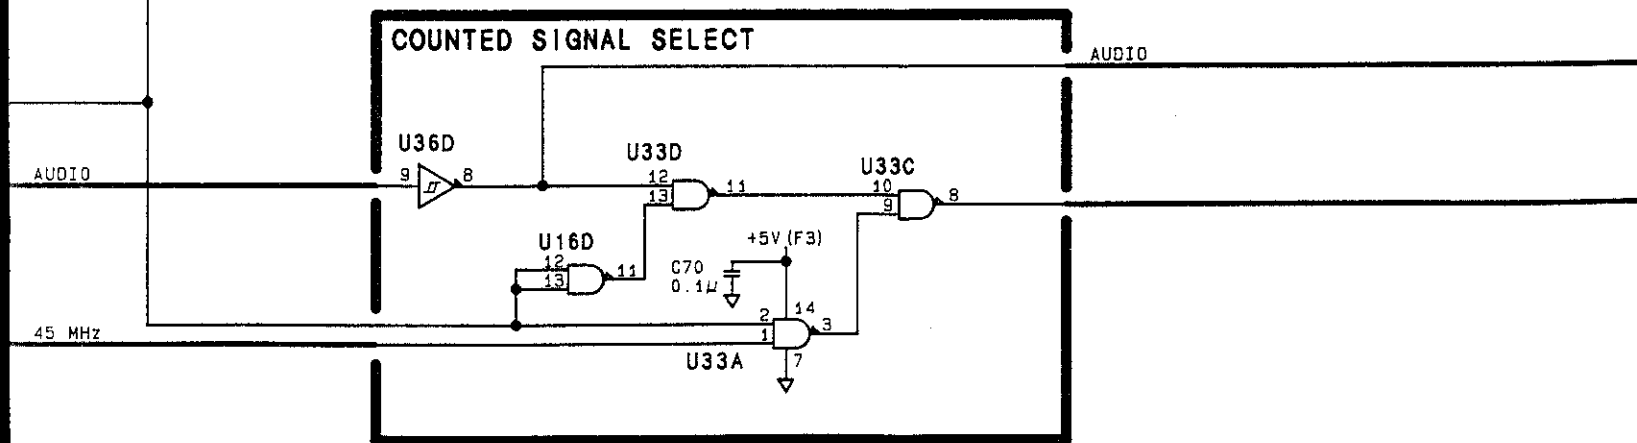 COUNTED SIGNAL SELECT
AUDIO
U36D
AUDIO
9
8
U33D
12
13
11
U33C
10
9
8
U16D
12
13
11
+5V (F3)
C70
0.1µ
45 MHz
2
1
14
3
U33A
7